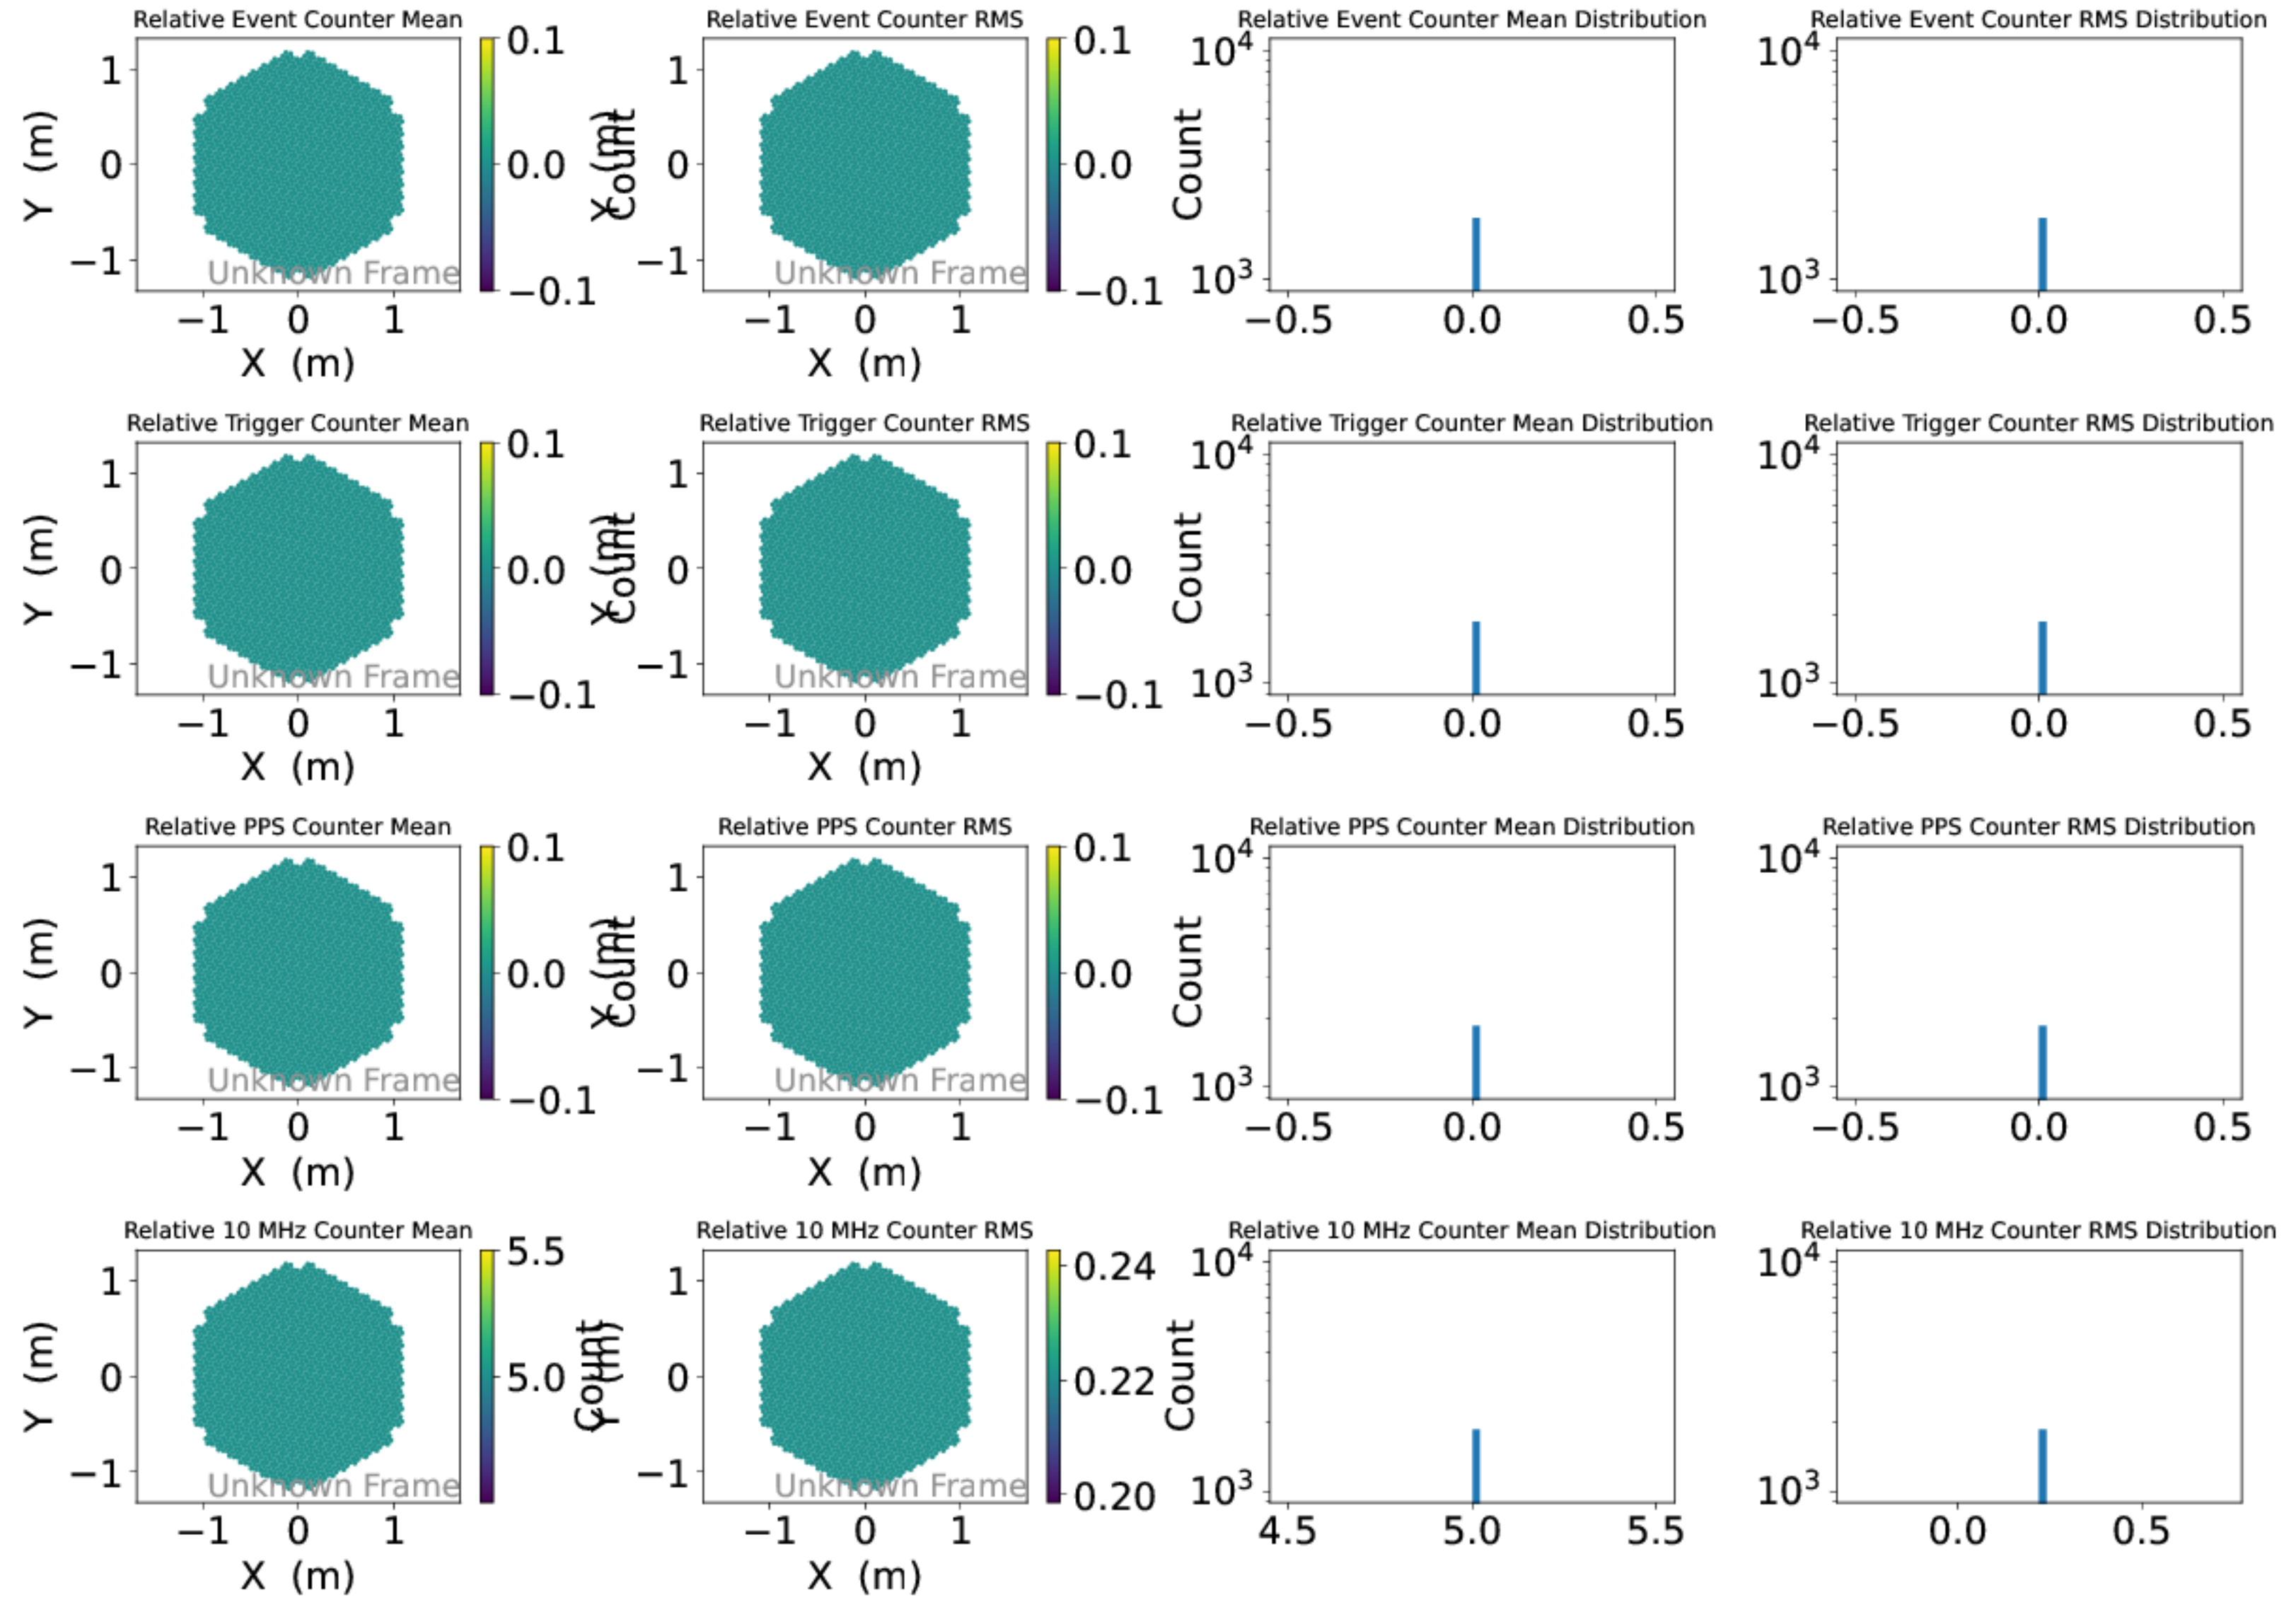 Relative Event Counter Mean
Relative Event Counter RMS
Relative Event Counter Mean Distribution
Relative Event Counter RMS Distribution
Y (m)
1
0
−1
Unknown Frame
−1 0 1
X (m)
0.1
0.0
−0.1
Count
Y (m)
1
0
−1
Unknown Frame
−1 0 1
X (m)
0.1
0.0
−0.1
Count
10⁴
10³
−0.5 0.0 0.5
10⁴
10³
−0.5 0.0 0.5
Relative Trigger Counter Mean
Relative Trigger Counter RMS
Relative Trigger Counter Mean Distribution
Relative Trigger Counter RMS Distribution
Y (m)
1
0
−1
Unknown Frame
−1 0 1
X (m)
0.1
0.0
−0.1
Count
Y (m)
1
0
−1
Unknown Frame
−1 0 1
X (m)
0.1
0.0
−0.1
Count
10⁴
10³
−0.5 0.0 0.5
10⁴
10³
−0.5 0.0 0.5
Relative PPS Counter Mean
Relative PPS Counter RMS
Relative PPS Counter Mean Distribution
Relative PPS Counter RMS Distribution
Y (m)
1
0
−1
Unknown Frame
−1 0 1
X (m)
0.1
0.0
−0.1
Count
Y (m)
1
0
−1
Unknown Frame
−1 0 1
X (m)
0.1
0.0
−0.1
Count
10⁴
10³
−0.5 0.0 0.5
10⁴
10³
−0.5 0.0 0.5
Relative 10 MHz Counter Mean
Relative 10 MHz Counter RMS
Relative 10 MHz Counter Mean Distribution
Relative 10 MHz Counter RMS Distribution
Y (m)
1
0
−1
Unknown Frame
−1 0 1
X (m)
5.5
5.0
Count
Y (m)
1
0
−1
Unknown Frame
−1 0 1
X (m)
0.24
0.22
0.20
Count
10⁴
10³
4.5 5.0 5.5
10⁴
10³
0.0 0.5